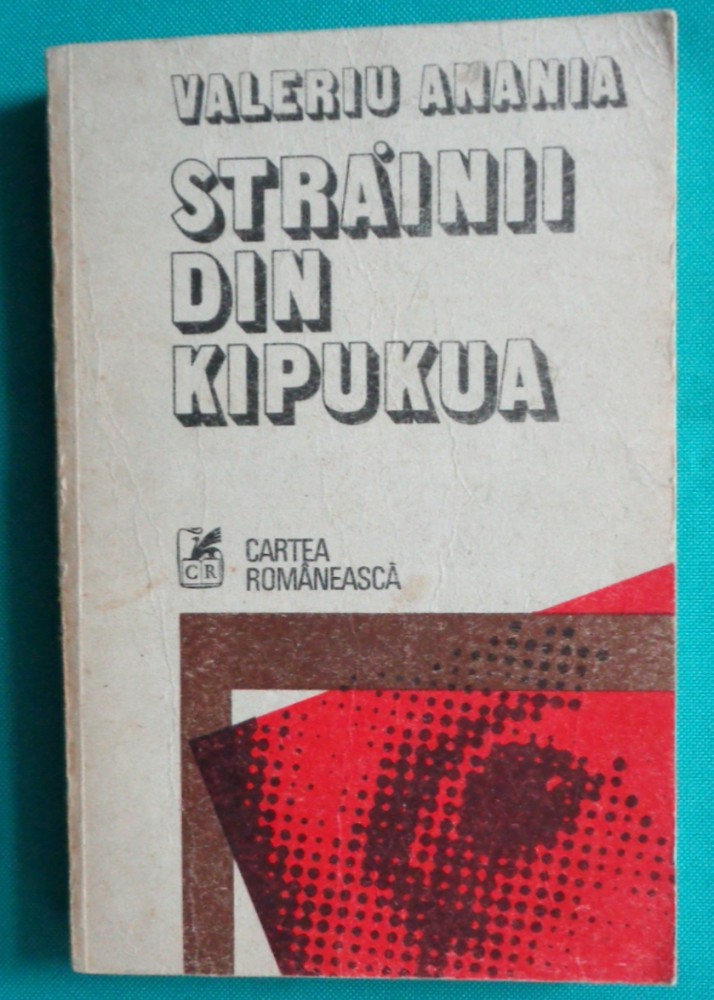 VALERIU ANANIA
STRĂINII
DIN
KIPUKUA
CR
CARTEA
ROMÂNEASCĂ